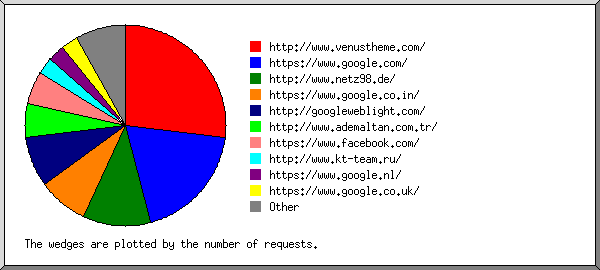 http://www.venustheme.com/
https://www.google.com/
http://www.netz98.de/
https://www.google.co.in/
http://googleweblight.com/
http://www.ademaltan.com.tr/
https://www.facebook.com/
http://www.kt-team.ru/
https://www.google.nl/
https://www.google.co.uk/
Other
The wedges are plotted by the number of requests.